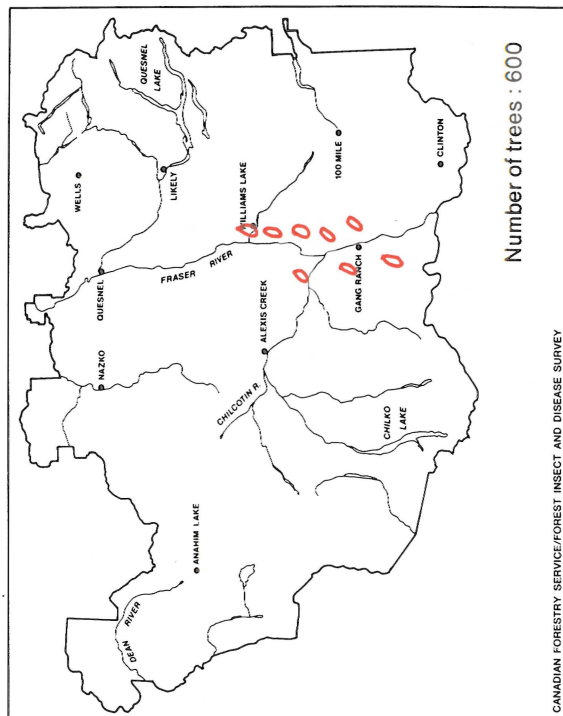 WELLS
QUESNEL
LAKE
LIKELY
QUESNEL
NAZKO
FRASER RIVER
WILLIAMS LAKE
100 MILE
CLINTON
ALEXIS CREEK
GANG RANCH
CHILCOTIN R.
CHILKO
LAKE
ANAHIM LAKE
DEAN RIVER
Number of trees : 600
CANADIAN FORESTRY SERVICE/FOREST INSECT AND DISEASE SURVEY